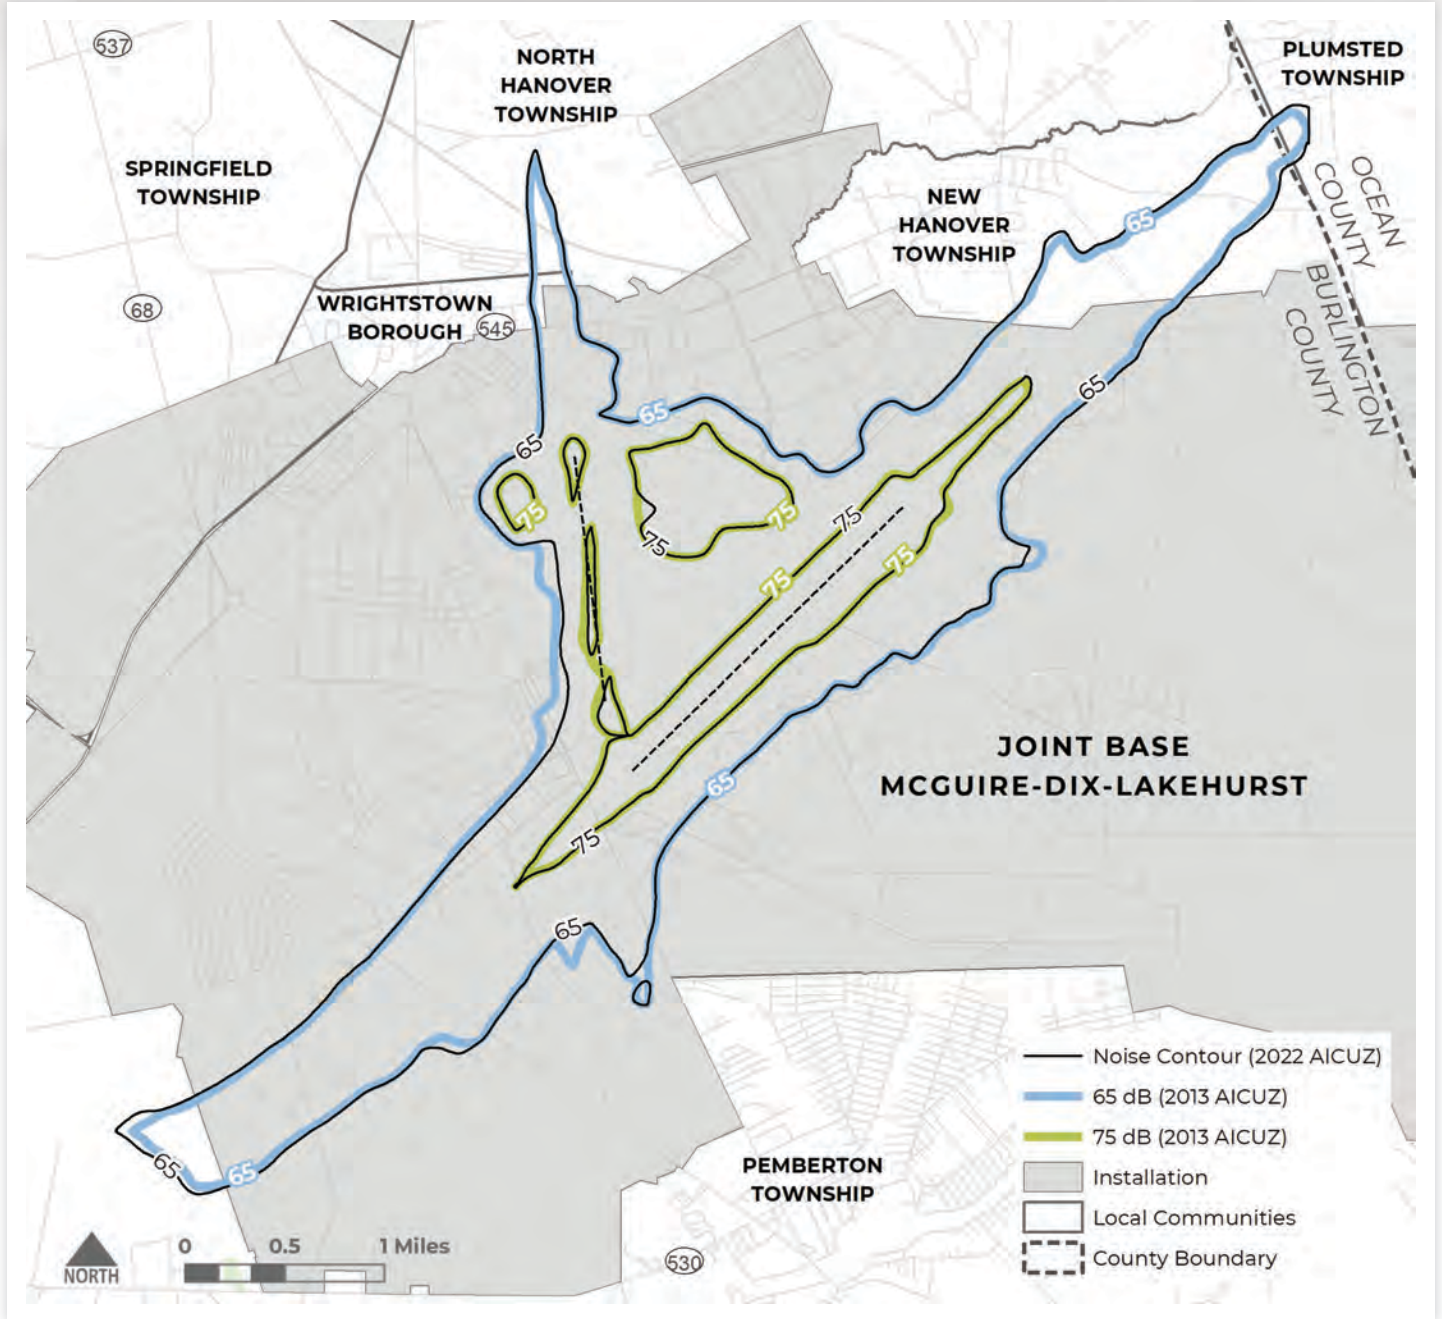 537
NORTH
HANOVER
TOWNSHIP
PLUMSTED
TOWNSHIP
SPRINGFIELD
TOWNSHIP
OCEAN
COUNTY
NEW
HANOVER
TOWNSHIP
65
BURLINGTON
COUNTY
68
WRIGHTSTOWN
BOROUGH
545
65
65
65
75
75
75
75
75
75
JOINT BASE
MCGUIRE-DIX-LAKEHURST
65
75
65
65
65
Noise Contour (2022 AICUZ)
65 dB (2013 AICUZ)
75 dB (2013 AICUZ)
Installation
Local Communities
County Boundary
PEMBERTON
TOWNSHIP
530
NORTH
0 0.5 1 Miles